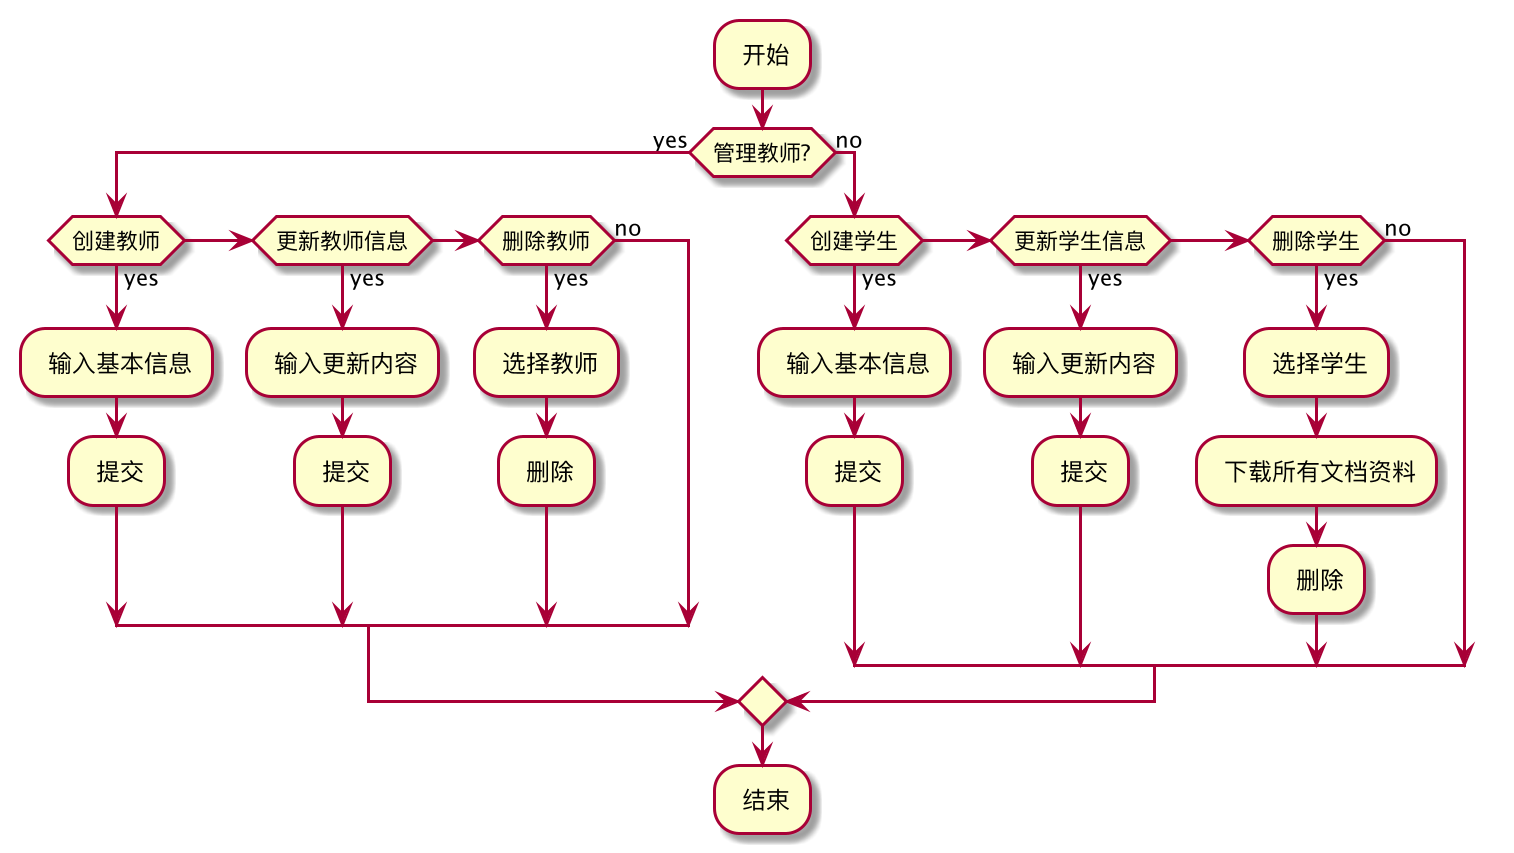 开始
yes
管理教师?
no
创建教师
更新教师信息
删除教师
no
创建学生
更新学生信息
删除学生
no
yes
yes
yes
yes
yes
yes
输入基本信息
输入更新内容
选择教师
输入基本信息
输入更新内容
选择学生
提交
提交
删除
提交
提交
下载所有文档资料
删除
结束